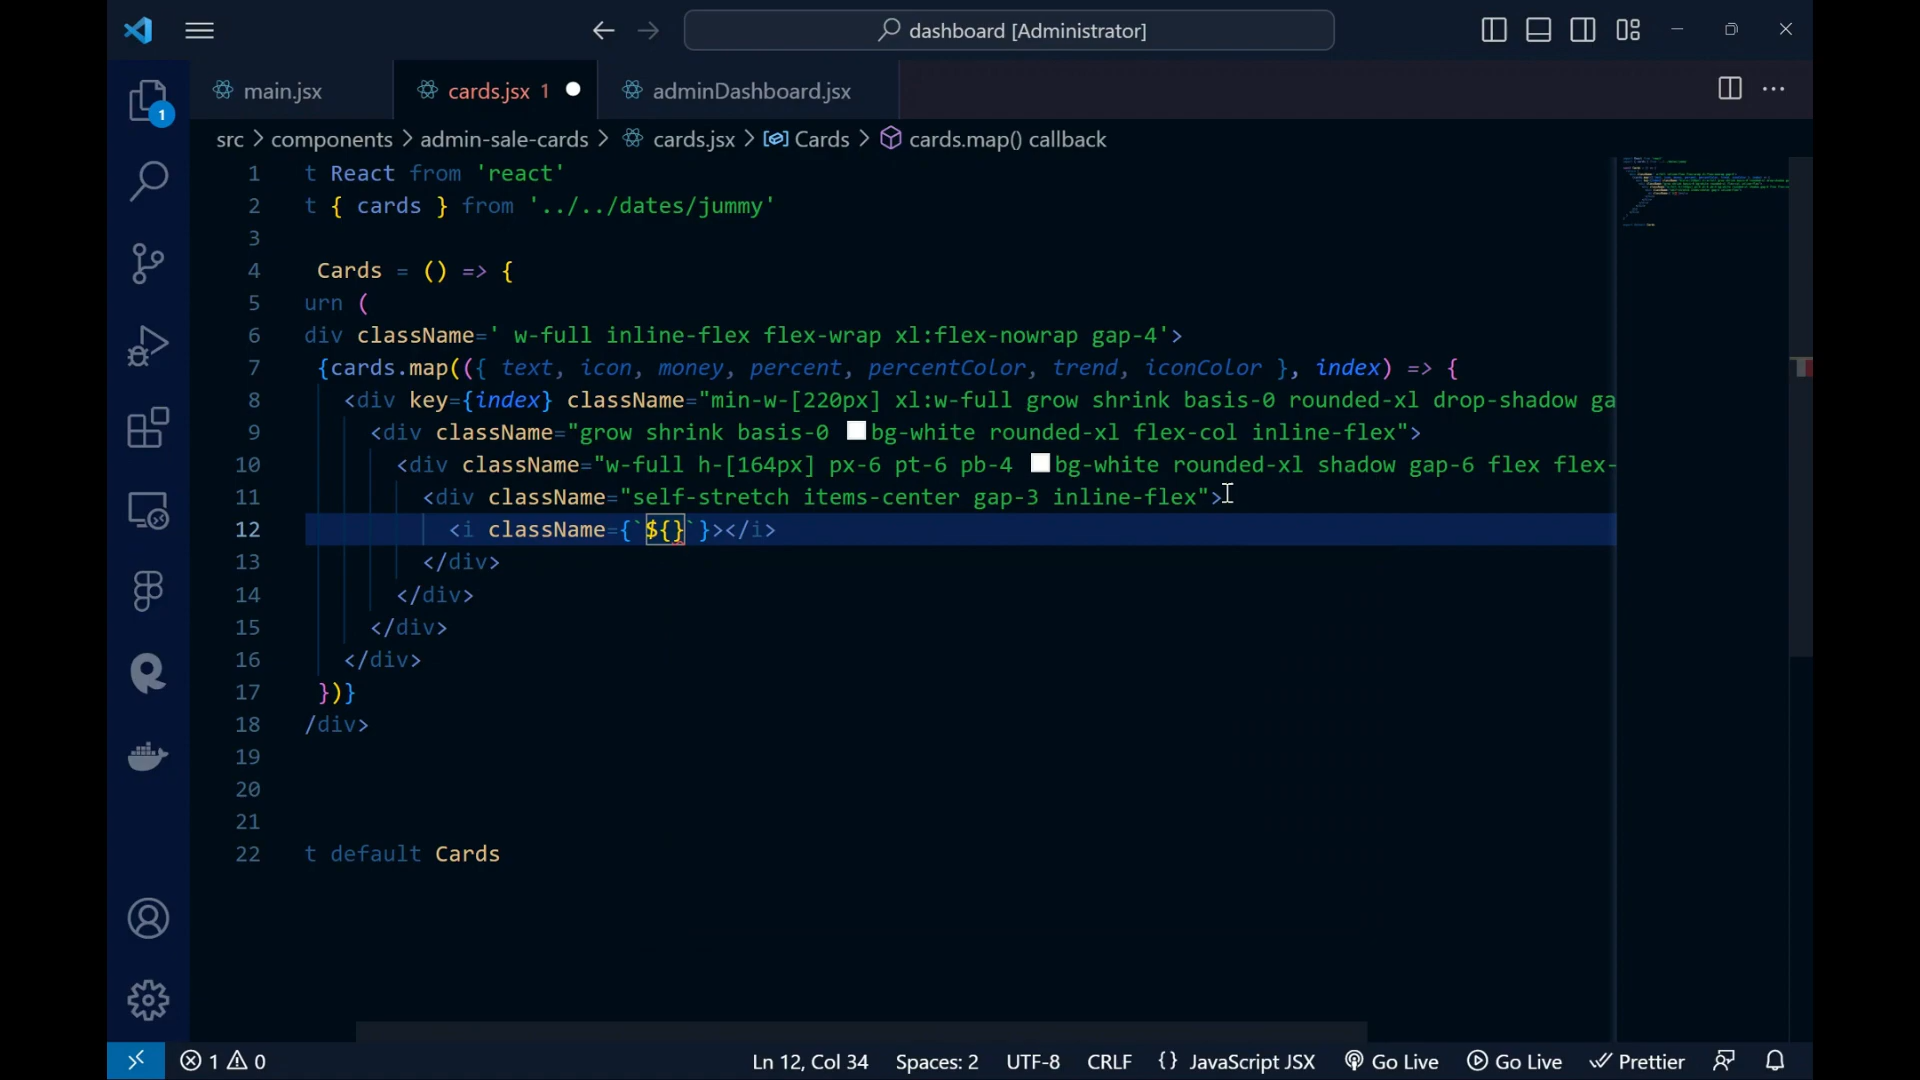 dashboard [Administrator]
main.jsx
cards.jsx 1
adminDashboard.jsx
1
src > components > admin-sale-cards > cards.jsx > Cards > cards.map() callback
1 t React from 'react'
2 t { cards } from '../../dates/jummy'
3
4 Cards = () => {
5 urn (
6 div className=' w-full inline-flex flex-wrap xl:flex-nowrap gap-4'>
7 {cards.map(({ text, icon, money, percent, percentColor, trend, iconColor }, index) => {
8 <div key={index} className="min-w-[220px] xl:w-full grow shrink basis-0 rounded-xl drop-shadow ga
9 <div className="grow shrink basis-0 bg-white rounded-xl flex-col inline-flex">
10 <div className="w-full h-[164px] px-6 pt-6 pb-4 bg-white rounded-xl shadow gap-6 flex flex-
11 <div className="self-stretch items-center gap-3 inline-flex">
12 <i className={`${}`}></i>
13 </div>
14 </div>
15 </div>
16 </div>
17 })}
18 /div>
19
20
21
22 t default Cards
1 0
Ln 12, Col 34
Spaces: 2
UTF-8
CRLF
{} JavaScript JSX
Go Live
Go Live
Prettier